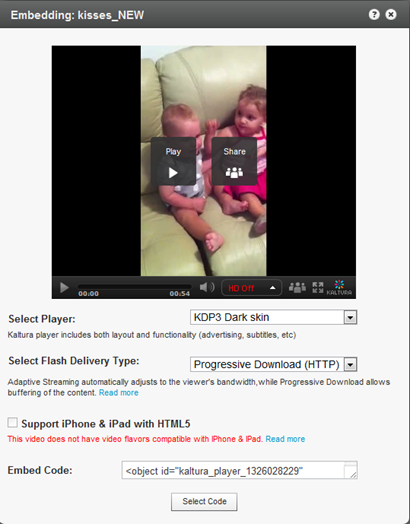 Embedding: kisses_NEW
Play
Share
00:00
00:54
HD Off
KALTURA
Select Player:
KDP3 Dark skin
Kaltura player includes both layout and functionality (advertising, subtitles, etc)
Select Flash Delivery Type:
Progressive Download (HTTP)
Adaptive Streaming automatically adjusts to the viewer's bandwidth,while Progressive Download allows
buffering of the content. Read more
Support iPhone & iPad with HTML5
This video does not have video flavors compatible with IPhone & IPad. Read more
Embed Code:
<object id="kaltura_player_1326028229"
Select Code